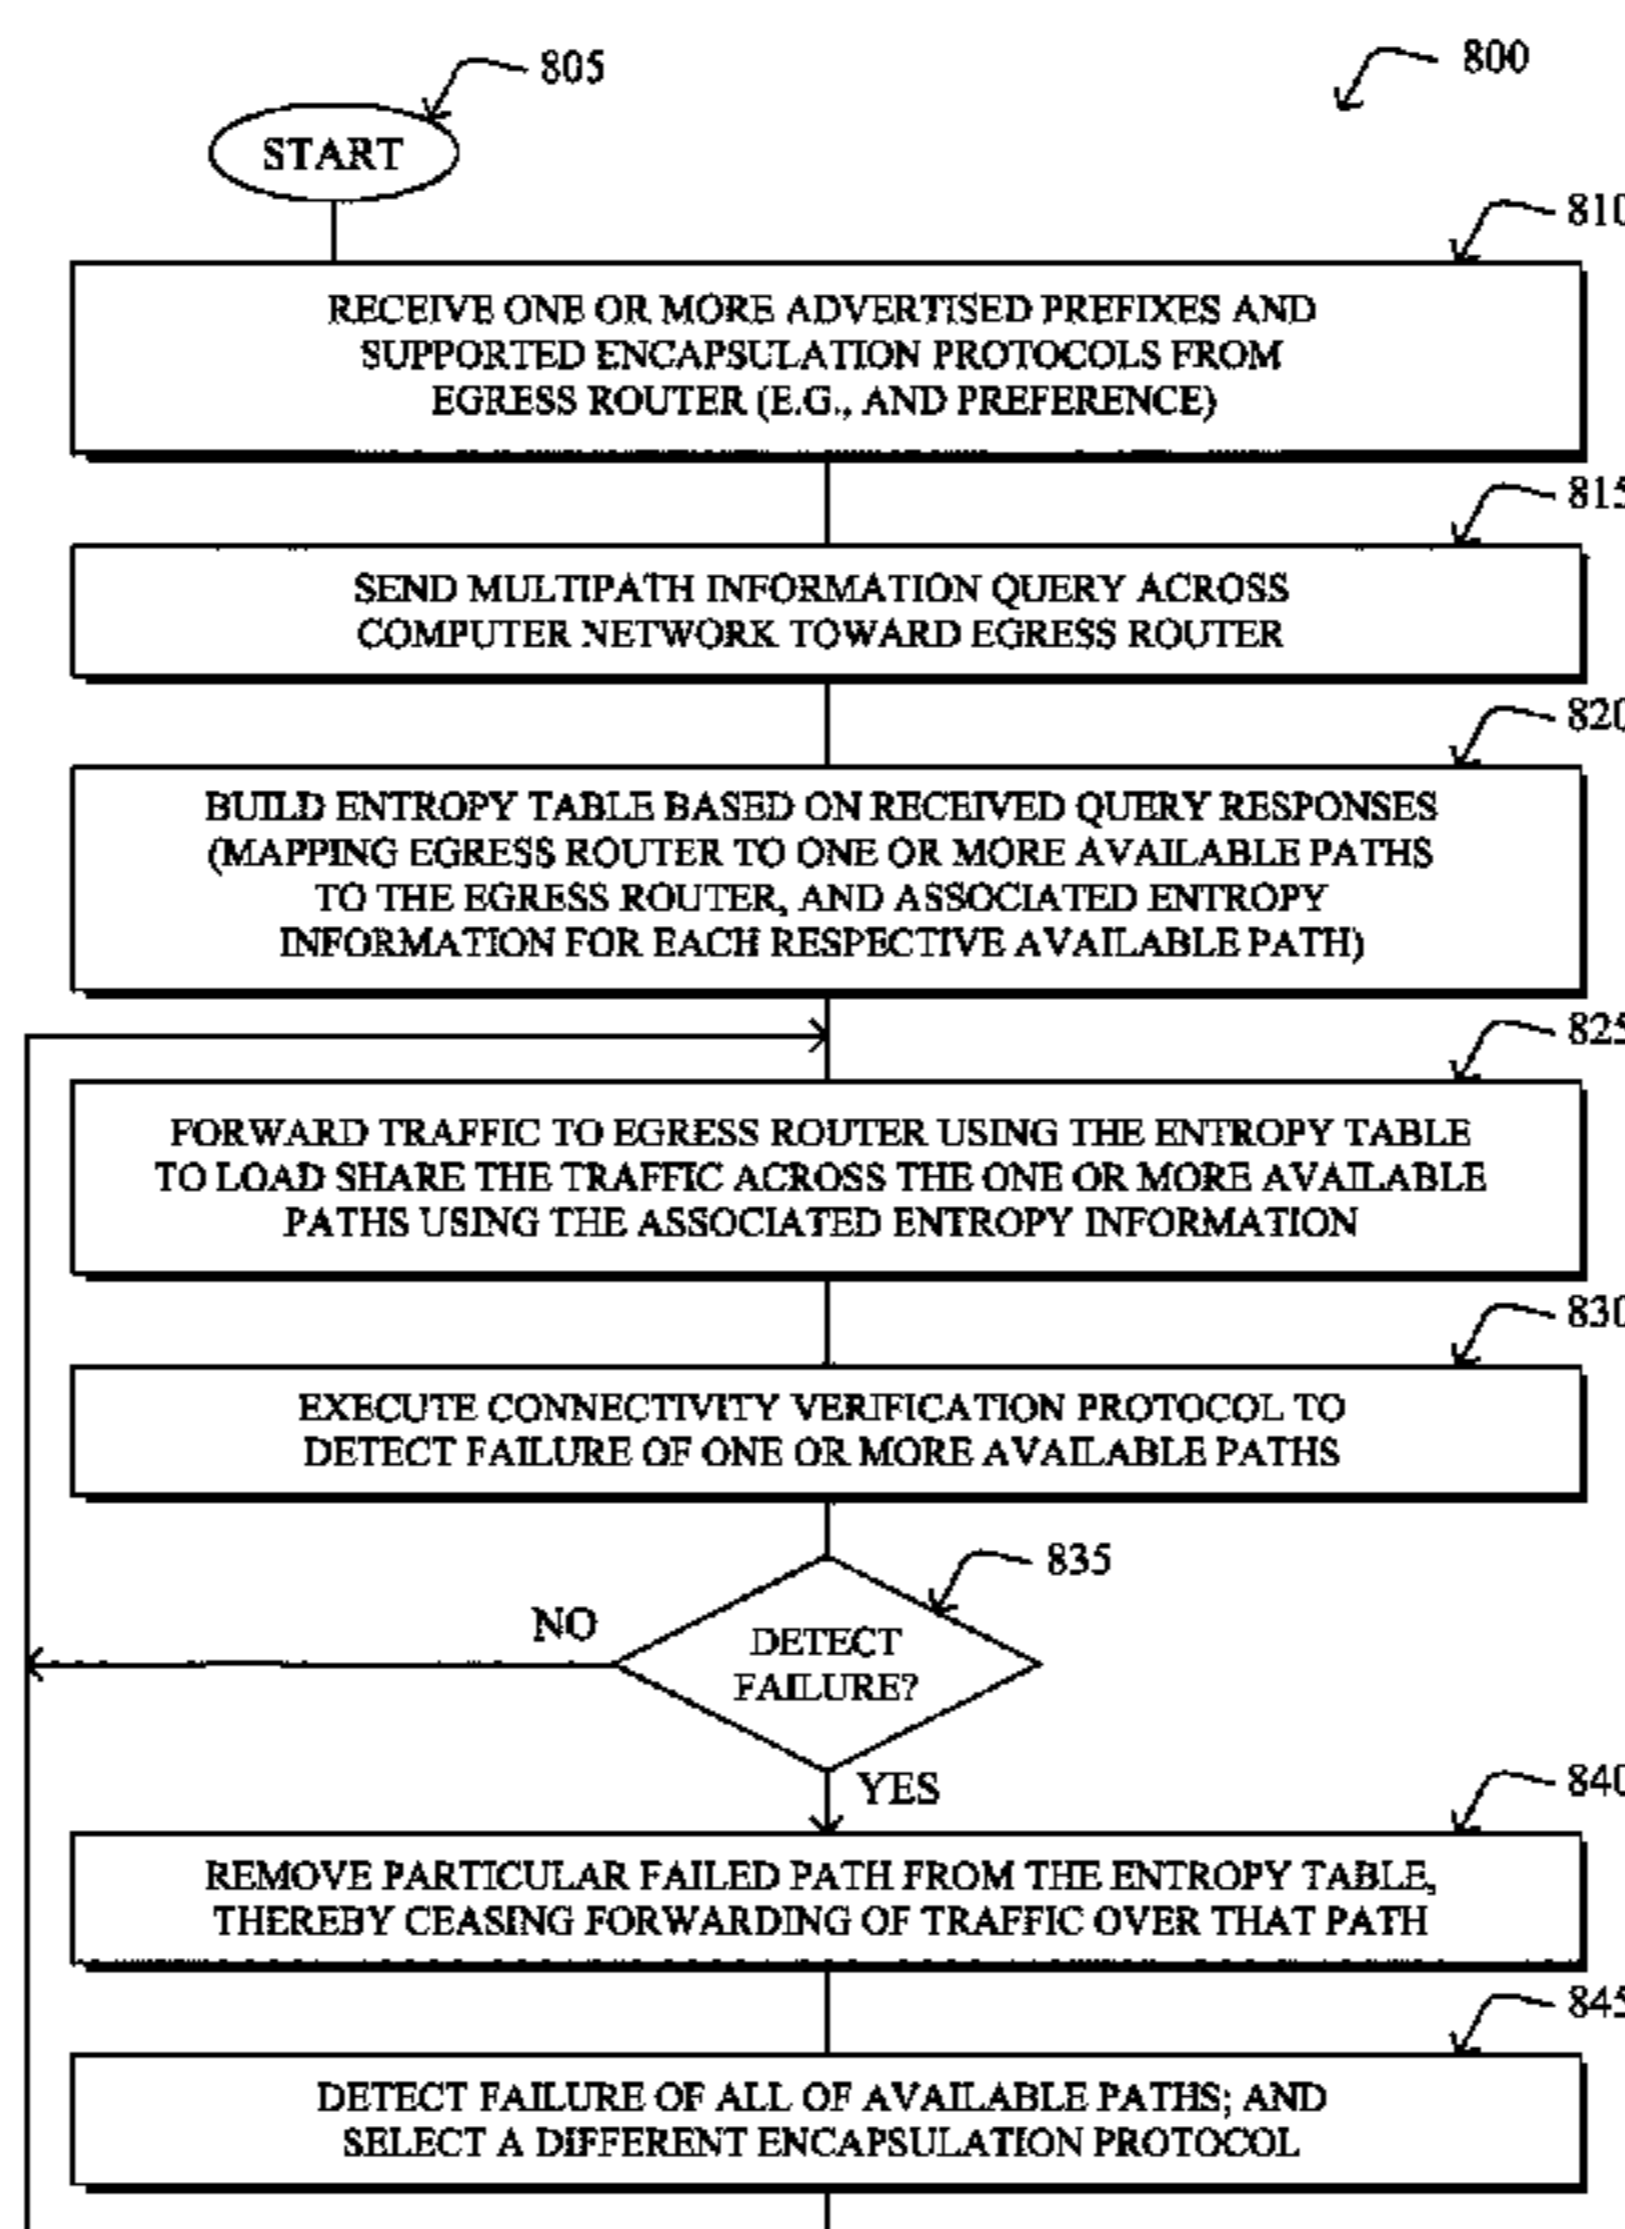 800
805
START
810
RECEIVE ONE OR MORE ADVERTISED PREFIXES AND
SUPPORTED ENCAPSULATION PROTOCOLS FROM
EGRESS ROUTER (E.G., AND PREFERENCE)
815
SEND MULTIPATH INFORMATION QUERY ACROSS
COMPUTER NETWORK TOWARD EGRESS ROUTER
820
BUILD ENTROPY TABLE BASED ON RECEIVED QUERY RESPONSES
(MAPPING EGRESS ROUTER TO ONE OR MORE AVAILABLE PATHS
TO THE EGRESS ROUTER, AND ASSOCIATED ENTROPY
INFORMATION FOR EACH RESPECTIVE AVAILABLE PATH)
825
FORWARD TRAFFIC TO EGRESS ROUTER USING THE ENTROPY TABLE
TO LOAD SHARE THE TRAFFIC ACROSS THE ONE OR MORE AVAILABLE
PATHS USING THE ASSOCIATED ENTROPY INFORMATION
830
EXECUTE CONNECTIVITY VERIFICATION PROTOCOL TO
DETECT FAILURE OF ONE OR MORE AVAILABLE PATHS
835
NO
DETECT
FAILURE?
YES
840
REMOVE PARTICULAR FAILED PATH FROM THE ENTROPY TABLE,
THEREBY CEASING FORWARDING OF TRAFFIC OVER THAT PATH
845
DETECT FAILURE OF ALL OF AVAILABLE PATHS; AND
SELECT A DIFFERENT ENCAPSULATION PROTOCOL